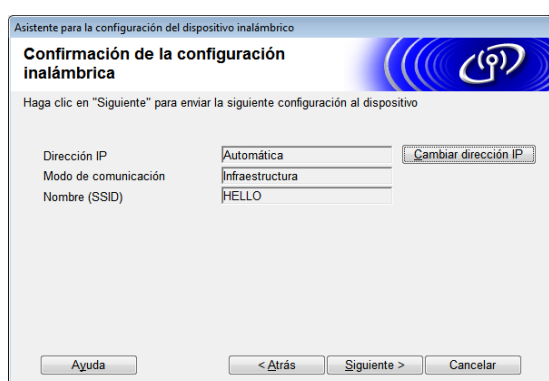 Asistente para la configuración del dispositivo inalámbrico
Confirmación de la configuración
inalámbrica
Haga clic en "Siguiente" para enviar la siguiente configuración al dispositivo
Dirección IP Automática Cambiar dirección IP
Modo de comunicación Infraestructura
Nombre (SSID) HELLO
Ayuda < Atrás Siguiente > Cancelar